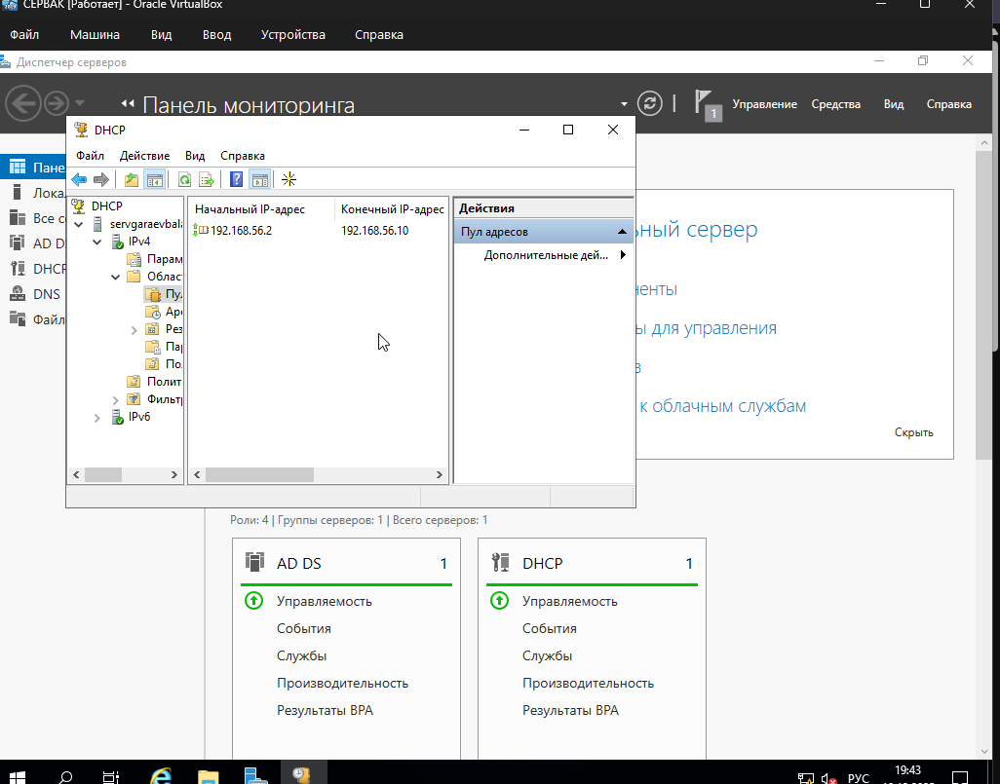 СЕРВАК [Работает] - Oracle VirtualBox
Файл Машина Вид Ввод Устройства Справка
Диспетчер серверов
Панель мониторинга
1 Управление Средства Вид Справка
DHCP
Файл Действие Вид Справка
DHCP
servgaraevbala
IPv4
Парам
Облас
Пу
Аре
Рез
Пар
По
Полит
Фильтр
IPv6
Начальный IP-адрес Конечный IP-адрес
192.168.56.2 192.168.56.10
Действия
Пул адресов
Дополнительные дей...
Пане
Лока
Все с
AD D
DHCP
DNS
Файл
ный сервер
ненты
ы для управления
в
к облачным службам
Скрыть
Роли: 4 | Группы серверов: 1 | Всего серверов: 1
AD DS 1
Управляемость
События
Службы
Производительность
Результаты BPA
DHCP 1
Управляемость
События
Службы
Производительность
Результаты BPA
РУС
19:43